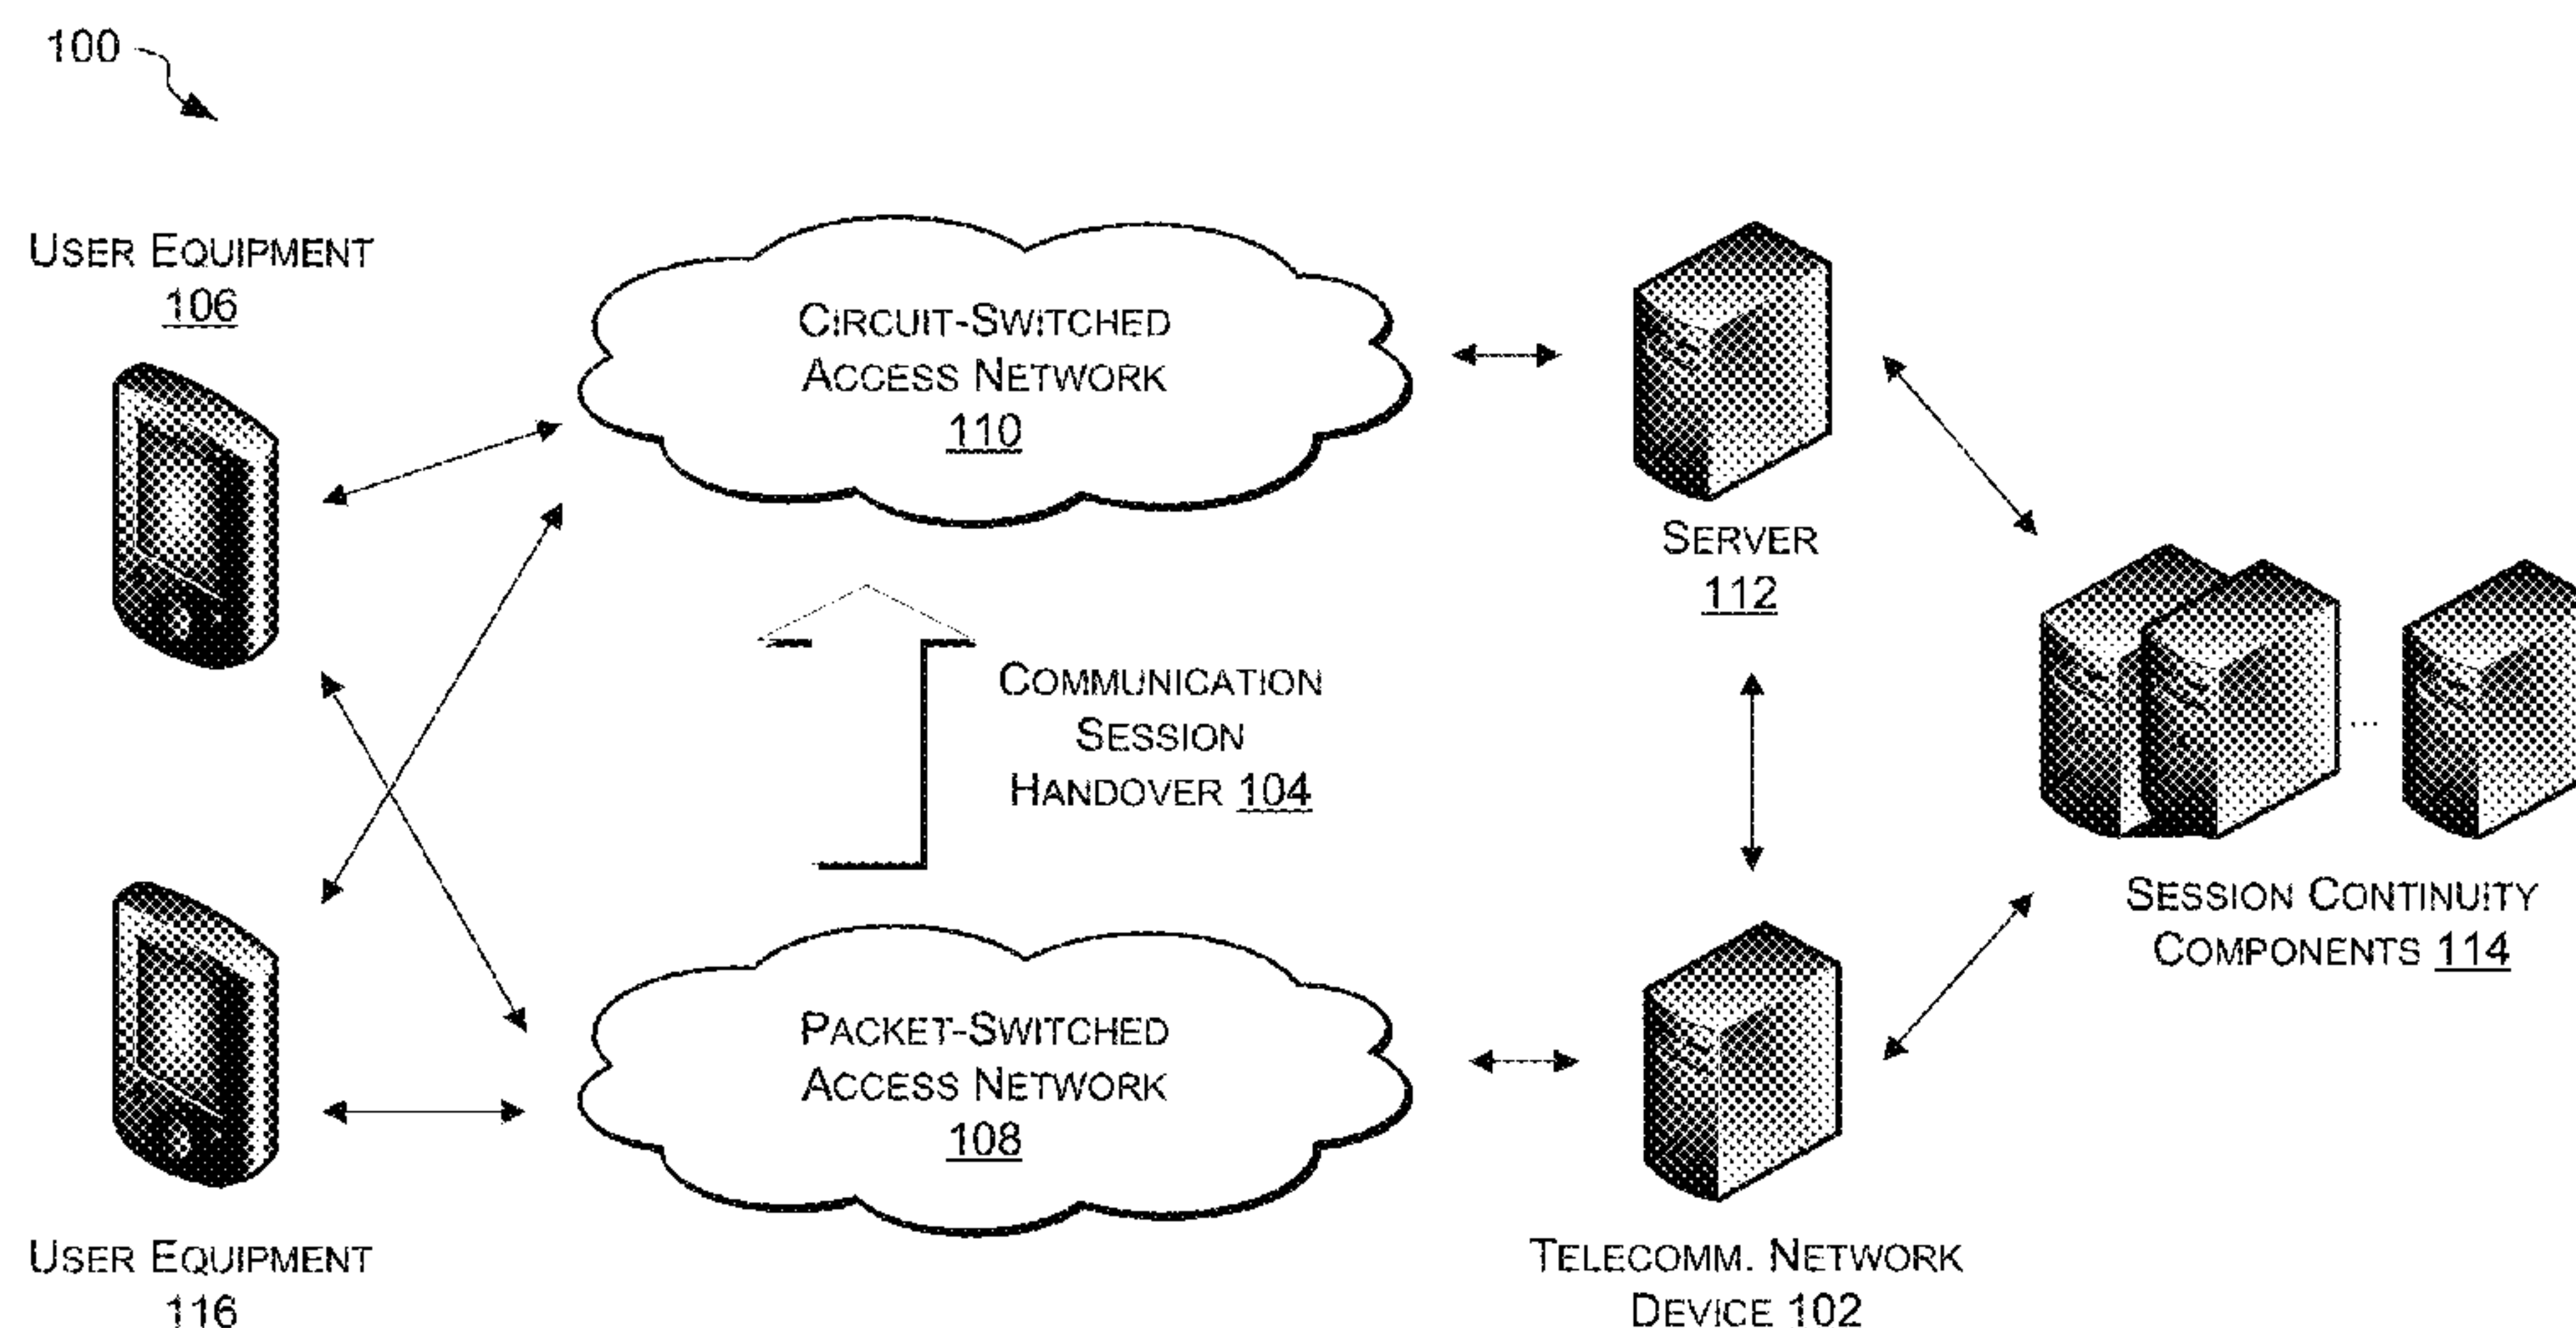 100
USER EQUIPMENT
106
CIRCUIT-SWITCHED
ACCESS NETWORK
110
SERVER
112
COMMUNICATION
SESSION
HANDOVER 104
...
SESSION CONTINUITY
COMPONENTS 114
PACKET-SWITCHED
ACCESS NETWORK
108
USER EQUIPMENT
116
TELECOMM. NETWORK
DEVICE 102